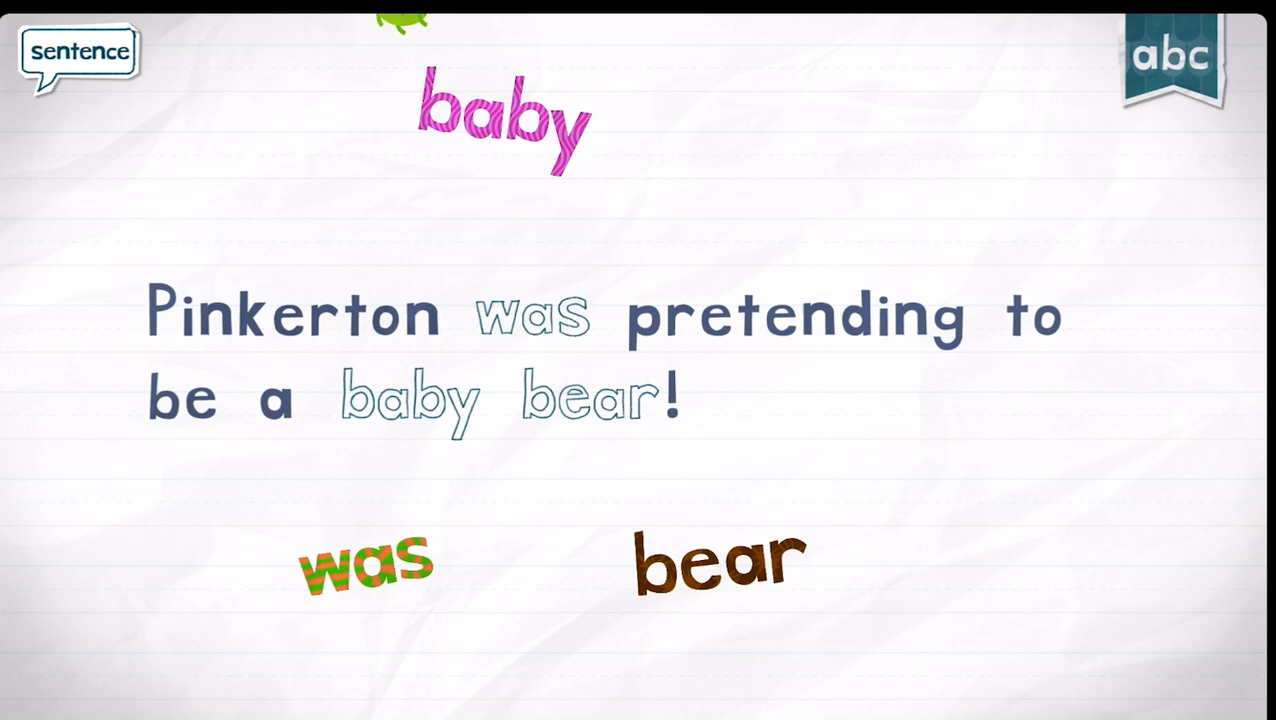 sentence
abc
baby
Pinkerton was pretending to
be a baby bear!
was bear